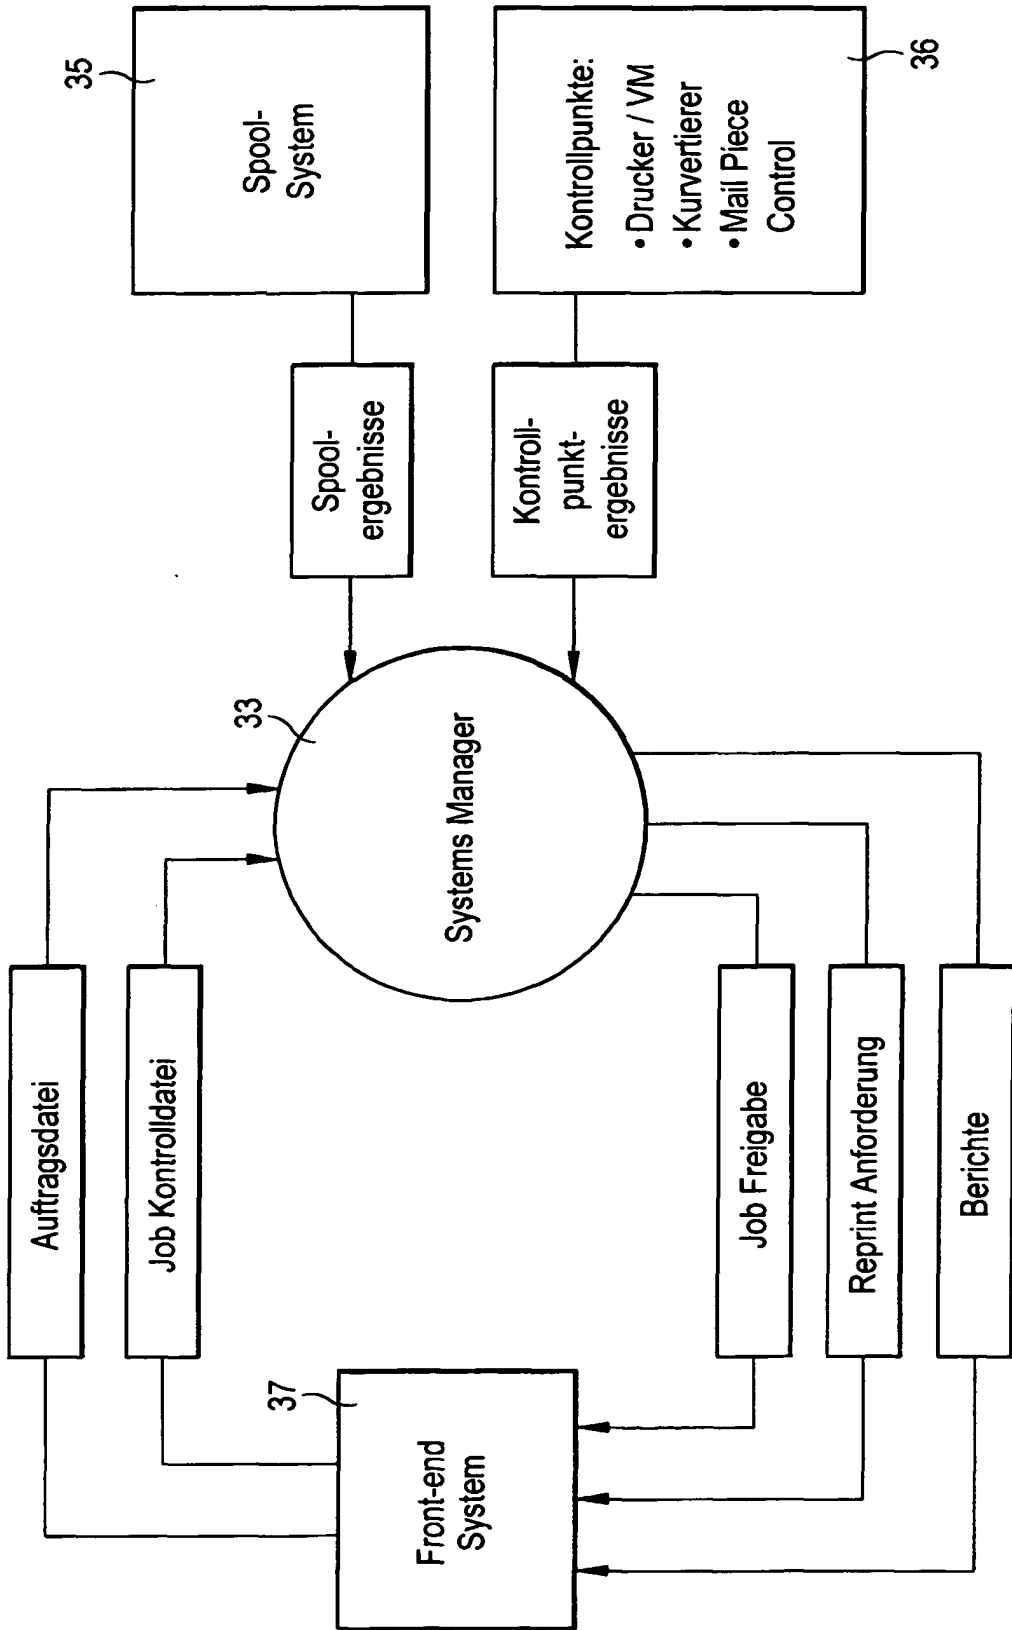 Auftragsdatei
Job Kontrolldatei
37
Front-end
System
Job Freigabe
Reprint Anforderung
Berichte
33
Systems Manager
Spool-
ergebnisse
Kontroll-
punkt-
ergebnisse
35
Spool-
System
36
Kontrollpunkte:
• Drucker / VM
• Kurvertierer
• Mail Piece
Control